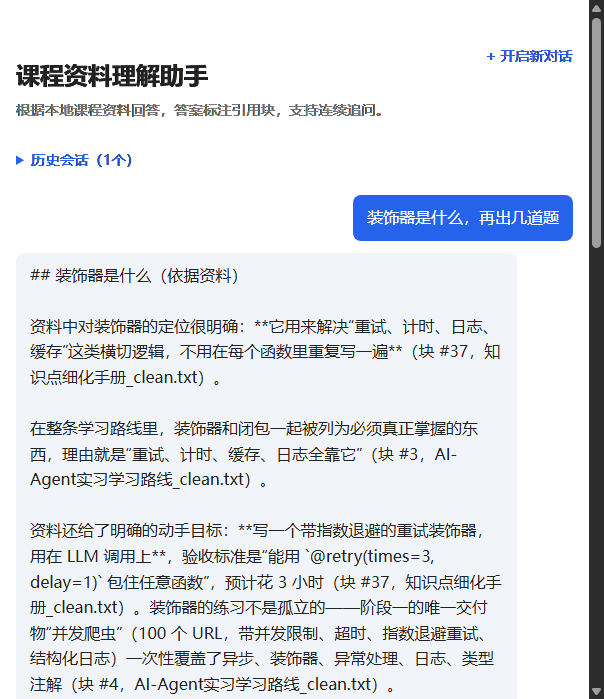 + 开启新对话
课程资料理解助手
根据本地课程资料回答，答案标注引用块，支持连续追问。
▶ 历史会话（1个）
装饰器是什么，再出几道题
## 装饰器是什么（依据资料）
资料中对装饰器的定位很明确：**它用来解决“重试、计时、日志、
缓存”这类横切逻辑，不用在每个函数里重复写一遍**（块 #37，知
识点细化手册_clean.txt）。
在整条学习路线里，装饰器和闭包一起被列为必须真正掌握的东
西，理由就是“重试、计时、缓存、日志全靠它”（块 #3，AI-
Agent实习学习路线_clean.txt）。
资料还给了明确的动手目标：**写一个带指数退避的重试装饰器，
用在 LLM 调用上**，验收标准是“能用 `@retry(times=3,
delay=1)` 包住任意函数”，预计花 3 小时（块 #37，知识点细化手
册_clean.txt）。装饰器的练习不是孤立的——阶段一的唯一交付
物“并发爬虫”（100 个 URL，带并发限制、超时、指数退避重试、
结构化日志）一次性覆盖了异步、装饰器、异常处理、日志、类型
注解（块 #4，AI-Agent实习学习路线_clean.txt）。